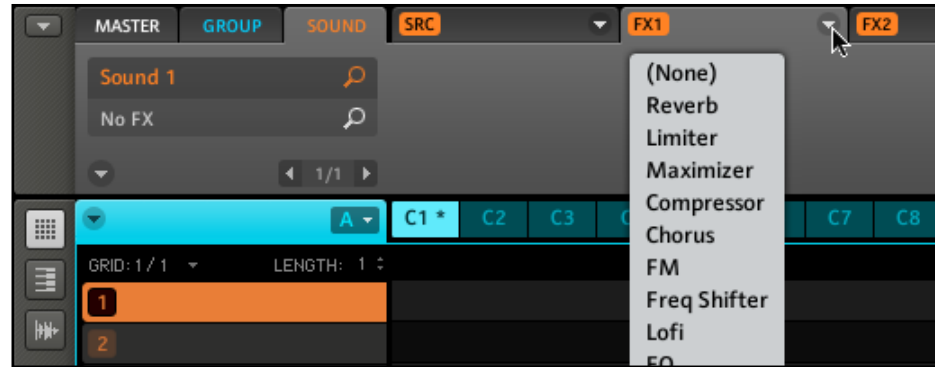 MASTER GROUP SOUND SRC FX1 FX2
Sound 1
No FX
1/1
(None)
Reverb
Limiter
Maximizer
Compressor
Chorus
FM
Freq Shifter
Lofi
EQ
A C1 * C2 C3 C7 C8
GRID: 1 / 1 LENGTH: 1
1
2